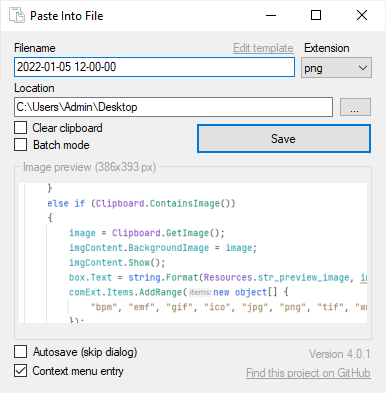 Paste Into File
Filename Edit template Extension
2022-01-05 12-00-00 png
Location
C:\Users\Admin\Desktop ...
Clear clipboard
Save
Batch mode
Image preview (386x393 px)
}
else if (Clipboard.ContainsImage())
{
image = Clipboard.GetImage();
imgContent.BackgroundImage = image;
imgContent.Show();
box.Text = string.Format(Resources.str_preview_image,
comExt.Items.AddRange(items:new object[] {
"bpm", "emf", "gif", "ico", "jpg", "png", "tif",
});
Autosave (skip dialog) Version 4.0.1
Context menu entry Find this project on GitHub